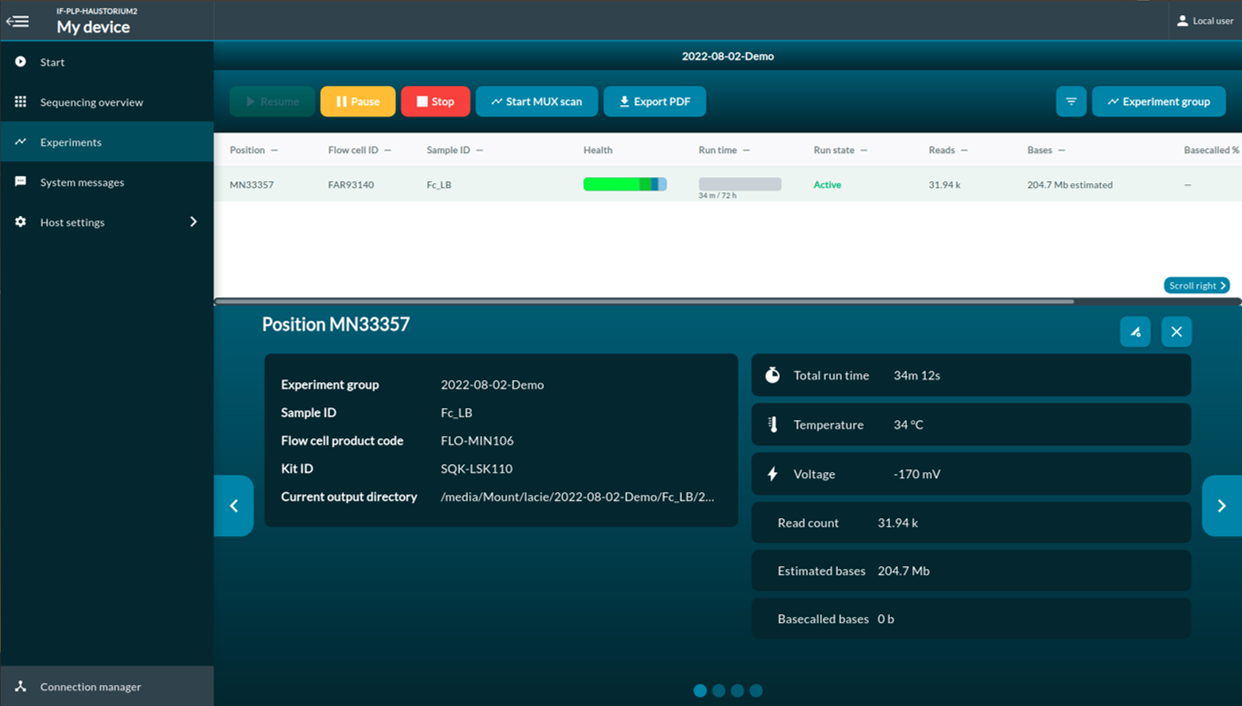 IF-PLP-HAUSTORIUM2
My device
Local user
Start
Sequencing overview
Experiments
System messages
Host settings
Connection manager
2022-08-02-Demo
Resume Pause Stop Start MUX scan Export PDF Experiment group
Position – Flow cell ID – Sample ID – Health Run time – Run state – Reads – Bases – Basecalled %
MN33357 FAR93140 Fc_LB Active 31.94 k 204.7 Mb estimated –
34 m / 72 h
Scroll right
Position MN33357
Experiment group 2022-08-02-Demo
Sample ID Fc_LB
Flow cell product code FLO-MIN106
Kit ID SQK-LSK110
Current output directory /media/Mount/lacie/2022-08-02-Demo/Fc_LB/2...
Total run time 34m 12s
Temperature 34 °C
Voltage -170 mV
Read count 31.94 k
Estimated bases 204.7 Mb
Basecalled bases 0 b